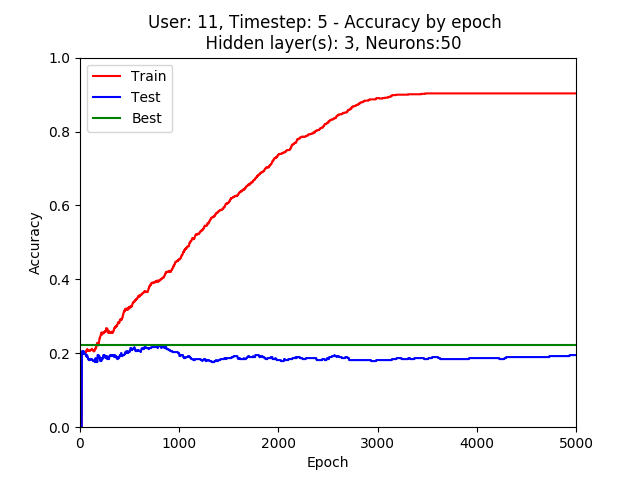 User: 11, Timestep: 5 - Accuracy by epoch
Hidden layer(s): 3, Neurons:50
1.0
Train
Test
Best
0.8
0.6
Accuracy
0.4
0.2
0.0
0 1000 2000 3000 4000 5000
Epoch